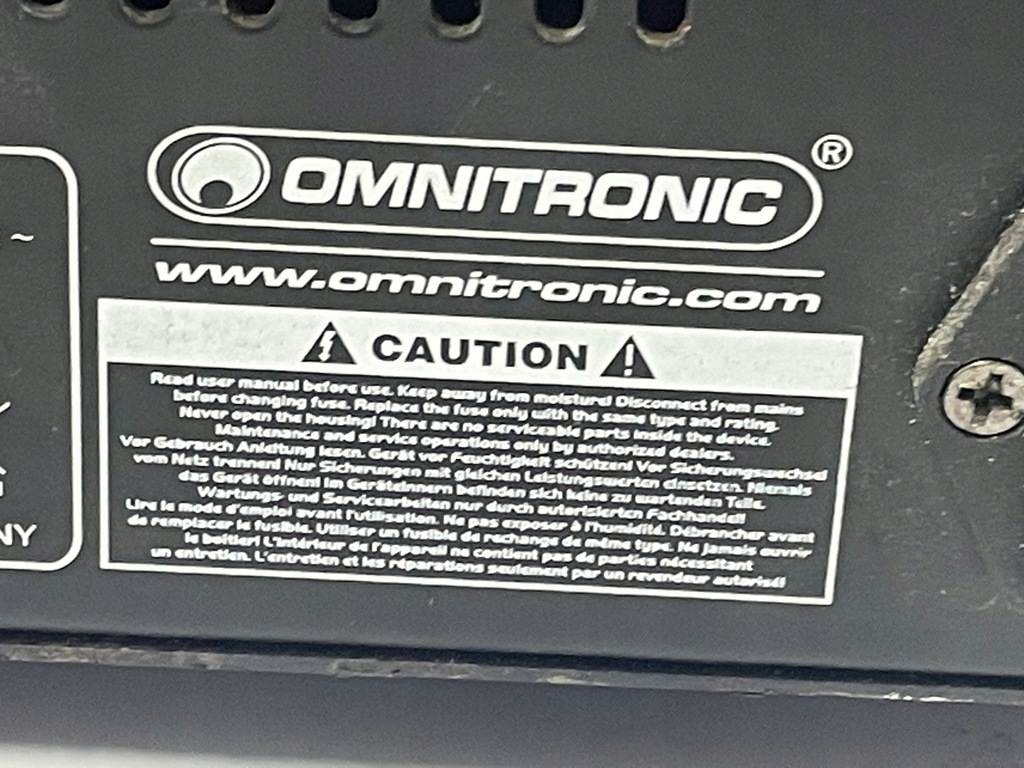 OMNITRONIC ®
~
www.omnitronic.com
CAUTION
Read user manual before use. Keep away from moisture! Disconnect from mains
before changing fuse. Replace the fuse only with the same type and rating.
Never open the housing! There are no serviceable parts inside the device.
Maintenance and service operations only by authorized dealers.
Vor Gebrauch Anleitung lesen. Gerät vor Feuchtigkeit schützen! Vor Sicherungswechsel
vom Netz trennen! Nur Sicherungen mit gleichen Leistungswerten einsetzen. Niemals
das Gerät öffnen! Im Geräteinnern befinden sich keine zu wartenden Teile.
Wartungs- und Servicearbeiten nur durch autorisierten Fachhandel!
Lire le mode d'emploi avant l'utilisation. Ne pas exposer à l'humidité. Débrancher avant
de remplacer le fusible. Utiliser un fusible de rechange de même type. Ne jamais ouvrir
le boîtier! L'intérieur de l'appareil ne contient pas de parties nécessitant
un entretien. L'entretien et les réparations seulement par un revendeur autorisé!
NY